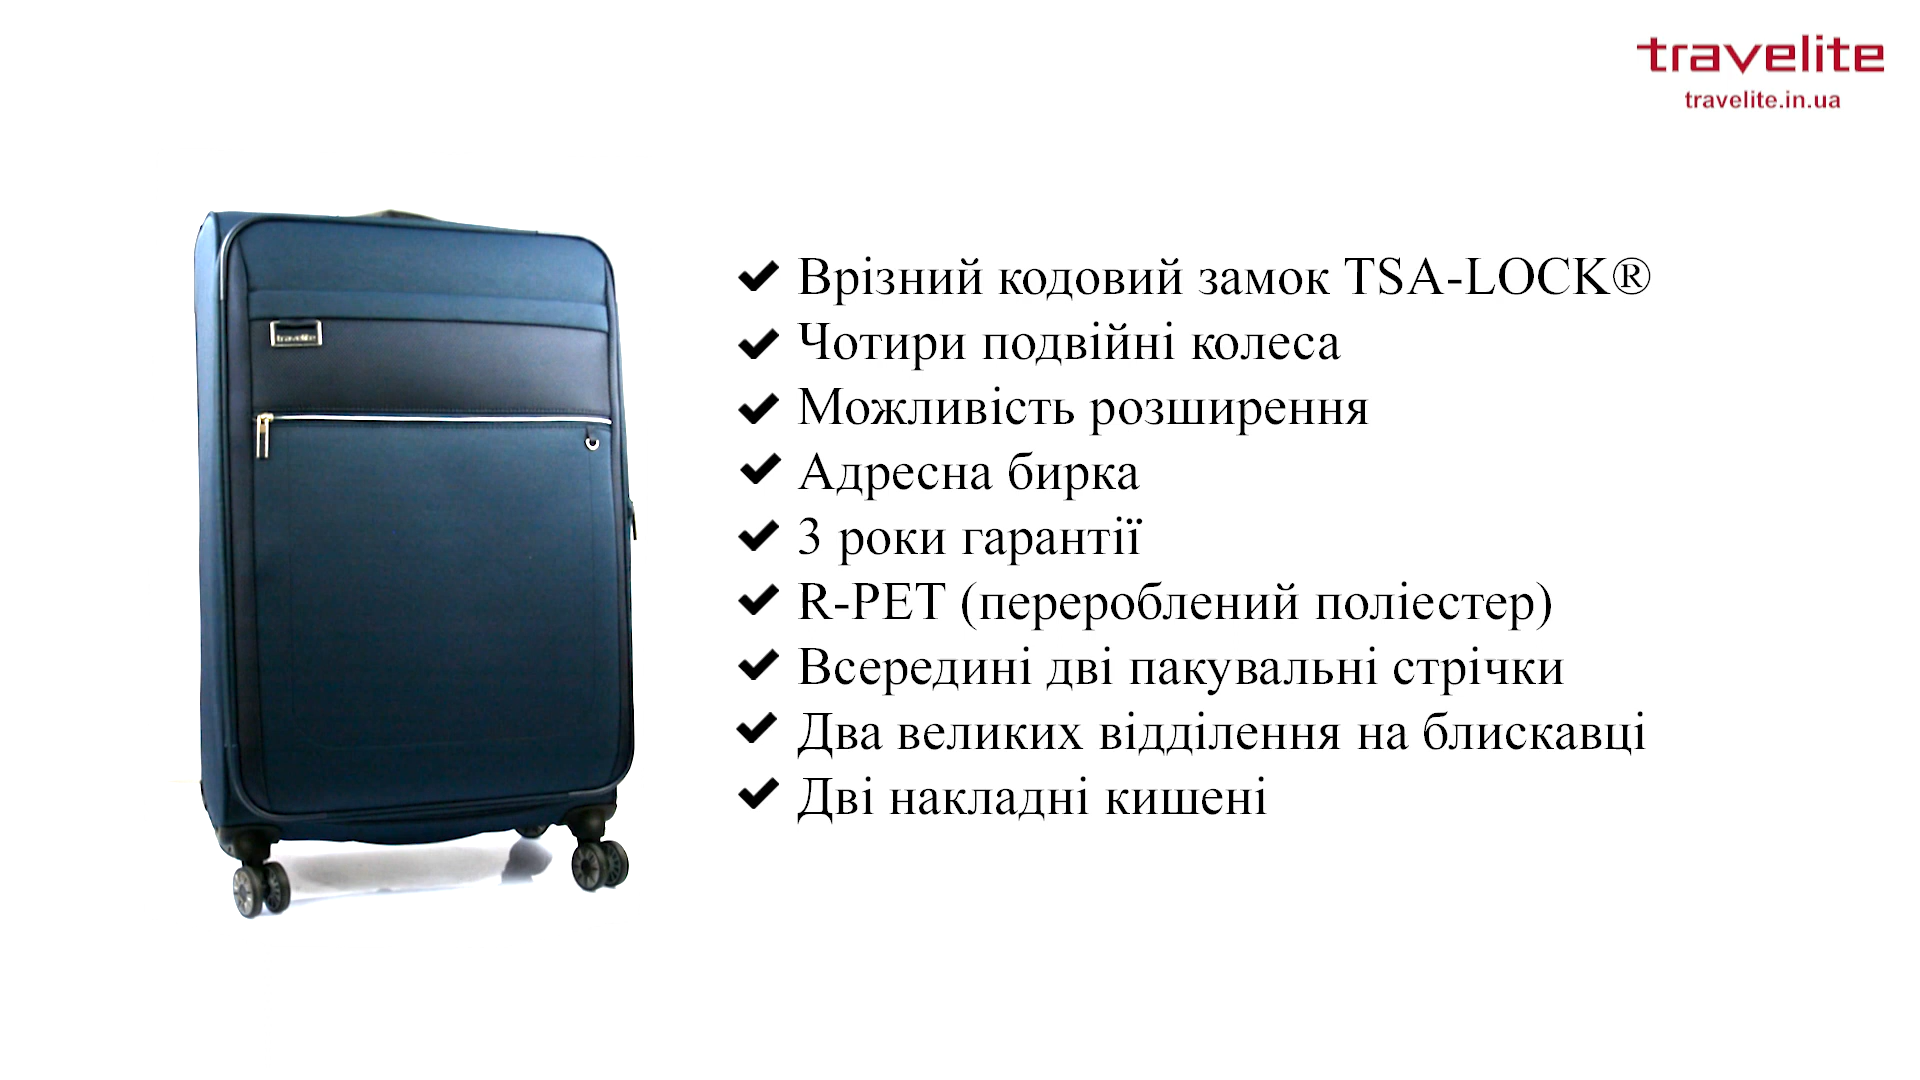 travelite
travelite.in.ua
travelite
Врізний кодовий замок TSA-LOCK®
Чотири подвійні колеса
Можливість розширення
Адресна бирка
3 роки гарантії
R-PET (перероблений поліестер)
Всередині дві пакувальні стрічки
Два великих відділення на блискавці
Дві накладні кишені